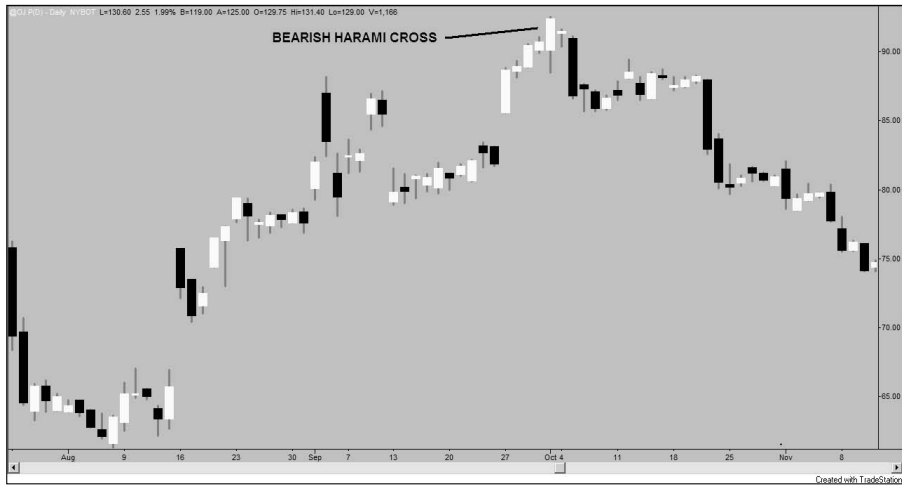 @OJ.P(D) - Daily NYBOT L=130.60 2.55 1.99% B=119.00 A=125.00 O=129.75 Hi=131.40 Lo=129.00 V=1,166
BEARISH HARAMI CROSS
90.00
85.00
80.00
75.00
70.00
65.00
Aug 9 16 23 30 Sep 7 13 20 27 Oct 4 11 18 25 Nov 8
Created with TradeStation